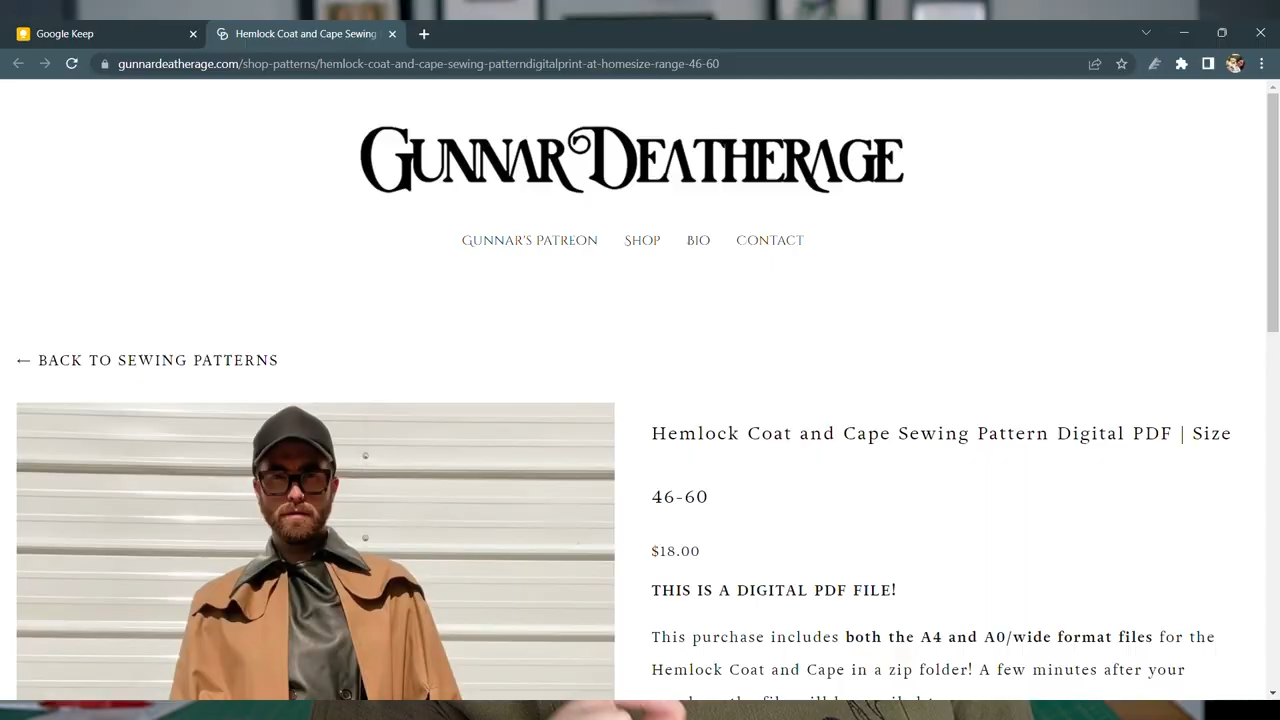 Google Keep
Hemlock Coat and Cape Sewing
gunnardeatherage.com/shop-patterns/hemlock-coat-and-cape-sewing-patterndigitalprint-at-homesize-range-46-60
GUNNAR DEATHERAGE
GUNNAR'S PATREON SHOP BIO CONTACT
← BACK TO SEWING PATTERNS
Hemlock Coat and Cape Sewing Pattern Digital PDF | Size
46-60
$18.00
THIS IS A DIGITAL PDF FILE!
This purchase includes both the A4 and A0/wide format files for the
Hemlock Coat and Cape in a zip folder! A few minutes after your